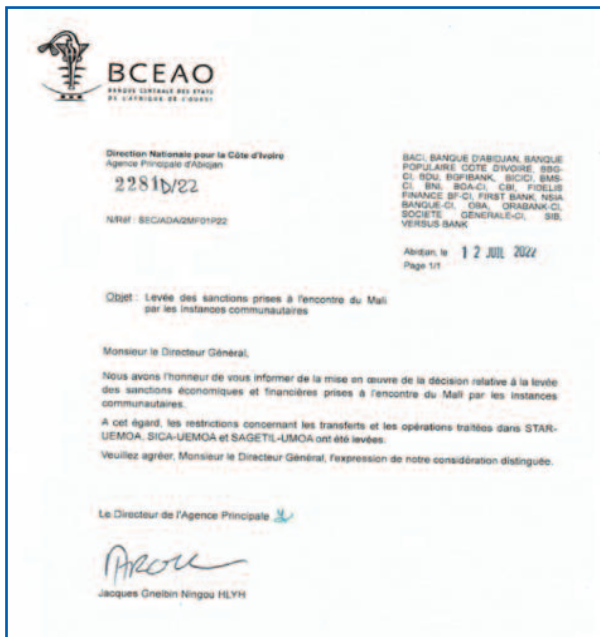 BCEAO
BANQUE CENTRALE DES ETATS
DE L'AFRIQUE DE L'OUEST
Direction Nationale pour la Côte d'Ivoire
Agence Principale d'Abidjan
2281D/22
N/Réf : SEC/ADA/2MF01P22
BACI, BANQUE D'ABIDJAN, BANQUE
POPULAIRE COTE D'IVOIRE, BBG-
CI, BDU, BGFIBANK, BICICI, BMS-
CI, BNI, BOA-CI, CBI, FIDELIS
FINANCE BF-CI, FIRST BANK, NSIA
BANQUE-CI, OBA, ORABANK-CI,
SOCIETE GENERALE-CI, SIB,
VERSUS BANK
Abidjan, le 12 JUIL 2022
Page 1/1
Objet : Levée des sanctions prises à l'encontre du Mali
par les instances communautaires
Monsieur le Directeur Général,
Nous avons l'honneur de vous informer de la mise en œuvre de la décision relative à la levée
des sanctions économiques et financières prises à l'encontre du Mali par les instances
communautaires.
A cet égard, les restrictions concernant les transferts et les opérations traitées dans STAR-
UEMOA, SICA-UEMOA et SAGETIL-UMOA ont été levées.
Veuillez agréer, Monsieur le Directeur Général, l'expression de notre considération distinguée.
Le Directeur de l'Agence Principale
Jacques Gnelbin Ningou HLYH